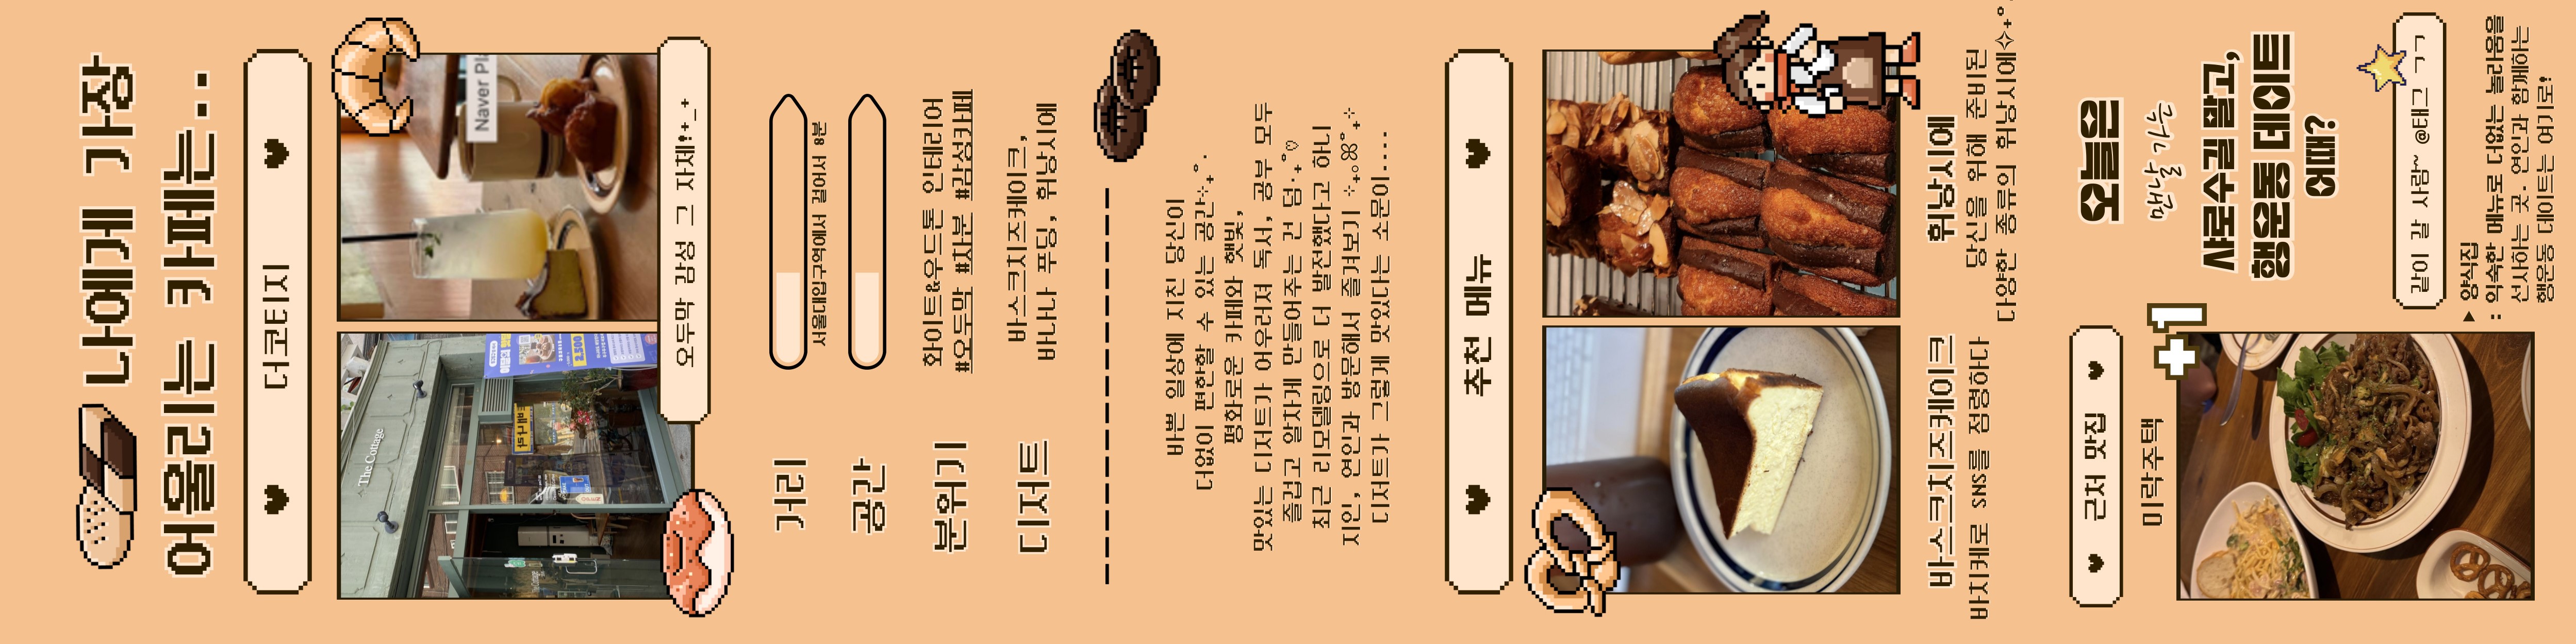 나에게 가장
어울리는 카페는..
더코티지
The Cottage
2,500
Naver Pl
오두막 감성 그 자체!+_+
거리
서울대입구역에서 걸어서 8분
공간
분위기
화이트&우드톤 인테리어
#오두막 #차분 #감성카페
디저트
바스크치즈케이크,
바나나 푸딩, 휘낭시에
바쁜 일상에 지친 당신이
더없이 편한할 수 있는 공간⊹₊˚‧
평화로운 카페와 햇빛,
맛있는 디저트가 어우러져 독서, 공부 모두
즐겁고 알차게 만들어주는 건 덤‧₊˚♡
최근 리모델링으로 더 발전했다고 하니
지인, 연인과 방문해서 즐겨보기 ⊹₊｡ꕤ˚₊⊹
디저트가 그렇게 맛있다는 소문이....
추천 메뉴
바스크치즈케이크
바치케로 SNS를 점령하다
휘낭시에
당신을 위해 준비된
다양한 종류의 휘낭시에✧₊°
근처 맛집
미락주택
+1
오늘은
맨날 가는
샤로수길 말고,
행운동 데이트
어때?
같이 갈 사람~ @태그 ㄱㄱ
▶ 양식집
: 익숙한 메뉴로 더없는 놀라움을
선사하는 곳. 연인과 함께하는
행운동 데이트는 여기로!